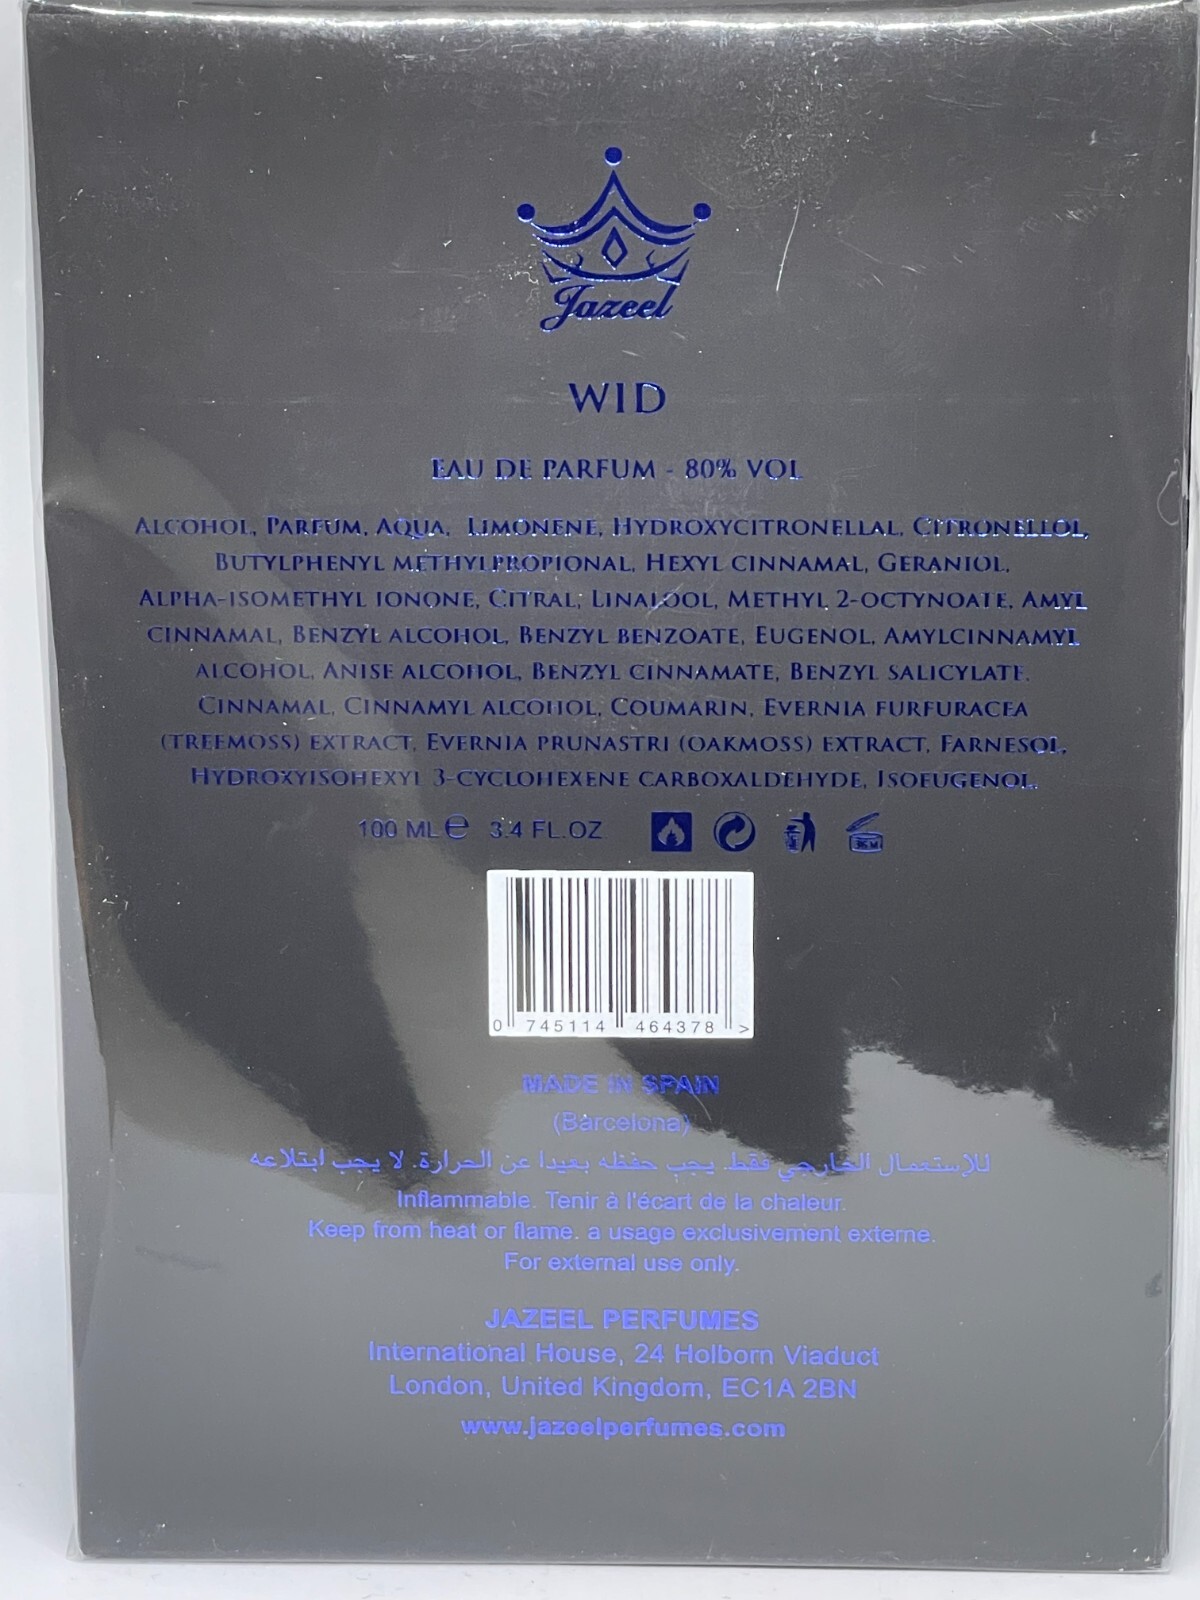 Jazeel
WID
EAU DE PARFUM - 80% VOL
ALCOHOL, PARFUM, AQUA, LIMONENE, HYDROXYCITRONELLAL, CITRONELLOL,
BUTYLPHENYL METHYLPROPIONAL, HEXYL CINNAMAL, GERANIOL,
ALPHA-ISOMETHYL IONONE, CITRAL, LINALOOL, METHYL 2-OCTYNOATE, AMYL
CINNAMAL, BENZYL ALCOHOL, BENZYL BENZOATE, EUGENOL, AMYLCINNAMYL
ALCOHOL, ANISE ALCOHOL, BENZYL CINNAMATE, BENZYL SALICYLATE,
CINNAMAL, CINNAMYL ALCOHOL, COUMARIN, EVERNIA FURFURACEA
(TREEMOSS) EXTRACT, EVERNIA PRUNASTRI (OAKMOSS) EXTRACT, FARNESOL,
HYDROXYISOHEXYL 3-CYCLOHEXENE CARBOXALDEHYDE, ISOEUGENOL.
100 ML e 3.4 FL.OZ 36 M
0 745114 464378 >
MADE IN SPAIN
(Barcelona)
للإستعمال الخارجي فقط. يجب حفظه بعيدا عن الحرارة. لا يجب ابتلاعه
Inflammable. Tenir à l'écart de la chaleur.
Keep from heat or flame. a usage exclusivement externe.
For external use only.
JAZEEL PERFUMES
International House, 24 Holborn Viaduct
London, United Kingdom, EC1A 2BN
www.jazeelperfumes.com